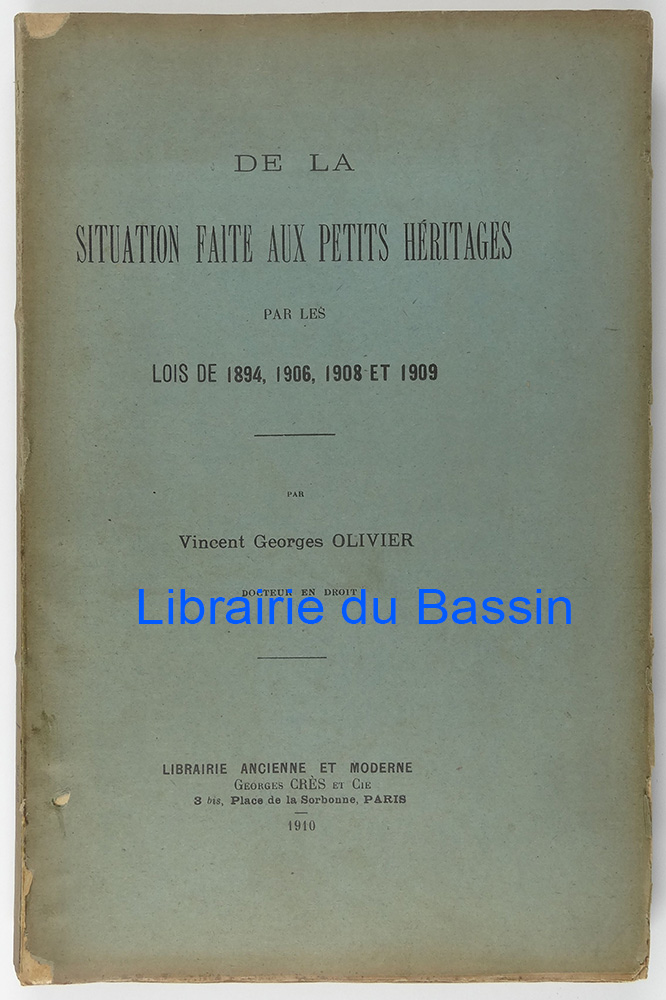 DE LA
SITUATION FAITE AUX PETITS HÉRITAGES
PAR LES
LOIS DE 1894, 1906, 1908 ET 1909
PAR
Vincent Georges OLIVIER
DOCTEUR EN DROIT
Librairie du Bassin
LIBRAIRIE ANCIENNE ET MODERNE
GEORGES CRÈS ET CIE
3 bis, Place de la Sorbonne, PARIS
1910